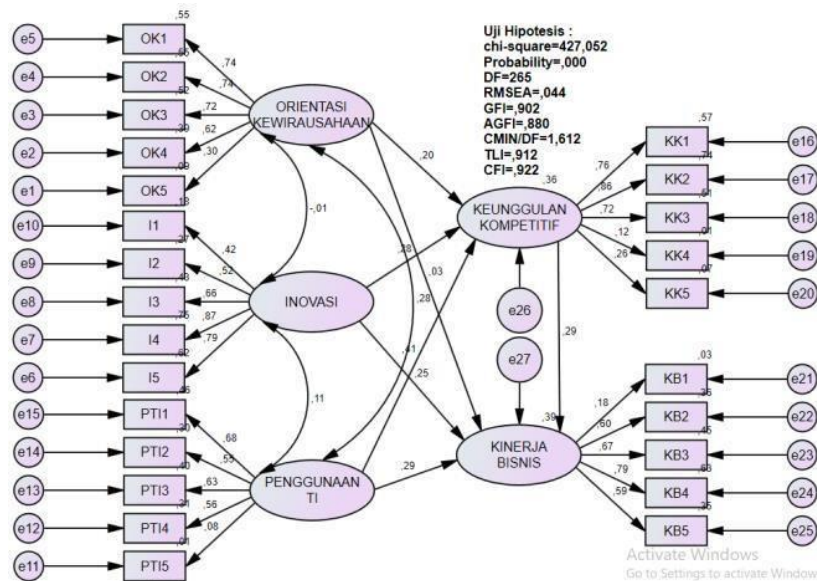 Uji Hipotesis :
chi-square=427,052
Probability=,000
DF=265
RMSEA=,044
GFI=,902
AGFI=,880
CMIN/DF=1,612
TLI=,912
CFI=,922
,55
e5
OK1
,74
e4
OK2
,74
,52
e3
OK3
,72
,39
e2
OK4
,62
,09
e1
OK5
,30
,18
ORIENTASI
KEWIRAUSAHAAN
e10
I1
,42
,27
e9
I2
,52
e8
I3
,66
,75
e7
I4
,87
,62
e6
I5
,79
INOVASI
e15
PTI1
,68
,30
e14
PTI2
,55
,40
e13
PTI3
,63
,31
e12
PTI4
,56
,01
e11
PTI5
,08
PENGGUNAAN
TI
-,01
,11
,28
,20
,28
,03
,41
,25
,29
,29
,36
KEUNGGULAN
KOMPETITIF
e26
e27
,39
KINERJA
BISNIS
,57
,76
KK1
e16
,74
,86
KK2
e17
,72
KK3
e18
,01
,12
KK4
e19
,07
,26
KK5
e20
,03
,18
KB1
e21
,60
KB2
e22
,45
,67
KB3
e23
,63
,79
KB4
e24
,35
,59
KB5
e25
Activate Windows
Go to Settings to activate Window